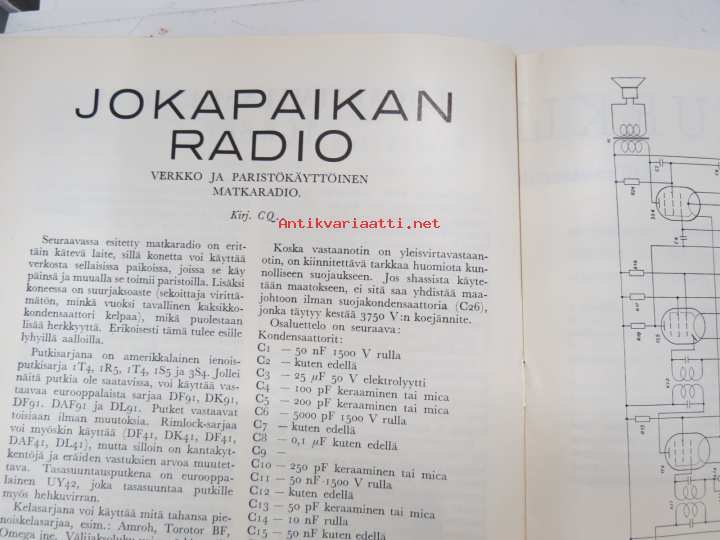 JOKAPAIKAN
RADIO
VERKKO JA PARISTÖKÄYTTÖINEN
MATKARADIO.
Kirj. CQ.
Antikvariaatti.net
Seuraavassa esitetty matkaradio on erit-
täin kätevä laite, sillä konetta voi käyttää
verkosta sellaisissa paikoissa, joissa se käy
päinsä ja muualla se toimii paristoilla. Lisäksi
koneessa on suurjaksoaste (sekoittaja virittä-
mätön, minkä vuoksi tavallinen kaksikko-
kondensaattori kelpaa), mikä puolestaan
lisää herkkyyttä. Erikoisesti tämä tulee esille
lyhyillä aalloilla.
Putkisarjana on amerikkalainen ienois-
putkisarja 1T4, 1R5, 1T4, 1S5 ja 3S4. Jollei
näitä putkia ole saatavissa, voi käyttää vas-
taavaa eurooppalaista sarjaa DF91, DK91,
DF91, DAF91 ja DL91. Putket vastaavat
toisiaan ilman muutoksia. Rimlock-sarjaa
voi myöskin käyttää (DF41, DK41, DF41,
DAF41, DL41), mutta silloin on kantakyt-
kentöjä ja eräiden vastuksien arvoa muutet-
tava. Tasasuuntausputkena on eurooppa-
lainen UY42, joka tasasuuntaa putkille
myös hehkuvirran.
Kelasarjana voi käyttää mitä tahansa pie-
noiskelasarjaa, esim.: Amroh, Torotor BF,
Omega jne.
Koska vastaanotin on yleisvirtavastaan-
otin, on kiinnitettävä tarkkaa huomiota kun-
nolliseen suojaukseen. Jos shassista käyte-
tään maatokseen, ei sitä saa yhdistää maa-
johtoon ilman suojakondensaattoria (C26),
jonka täytyy kestää 3750 V:n koejännite.
Osaluettelo on seuraava:
Kondensaattorit:
C1 — 50 nF 1500 V rulla
C2 — kuten edellä
C3 — 25 µF 50 V elektrolyytti
C4 — 100 pF keraaminen tai mica
C5 — 200 pF keraaminen tai mica
C6 — 5000 pF 1500 V rulla
C7 — kuten edellä
C8 — 0,1 µF kuten edellä
C9 —
C10 — 250 pF keraaminen tai mica
C11 — 50 nF 1500 V rulla
C12 — kuten edellä
C13 — 50 pF keraaminen tai mica
C14 — 10 nF rulla
C15 — 50 nF kuten edellä